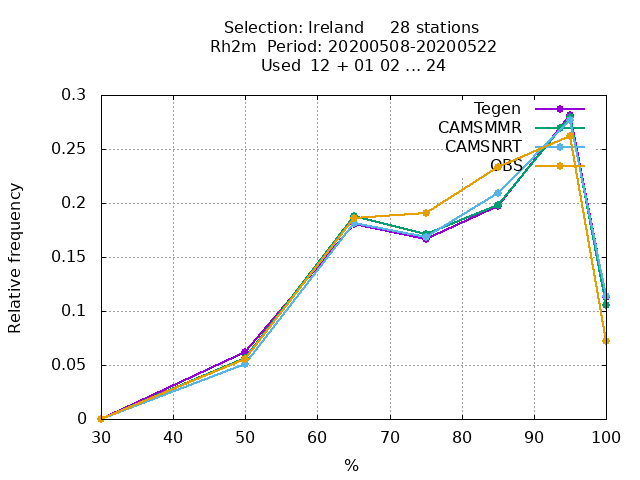 Selection: Ireland 28 stations
Rh2m Period: 20200508-20200522
Used 12 + 01 02 ... 24
Tegen
CAMSMMR
CAMSNRT
OBS
Relative frequency
0.3
0.25
0.2
0.15
0.1
0.05
0
30 40 50 60 70 80 90 100
%